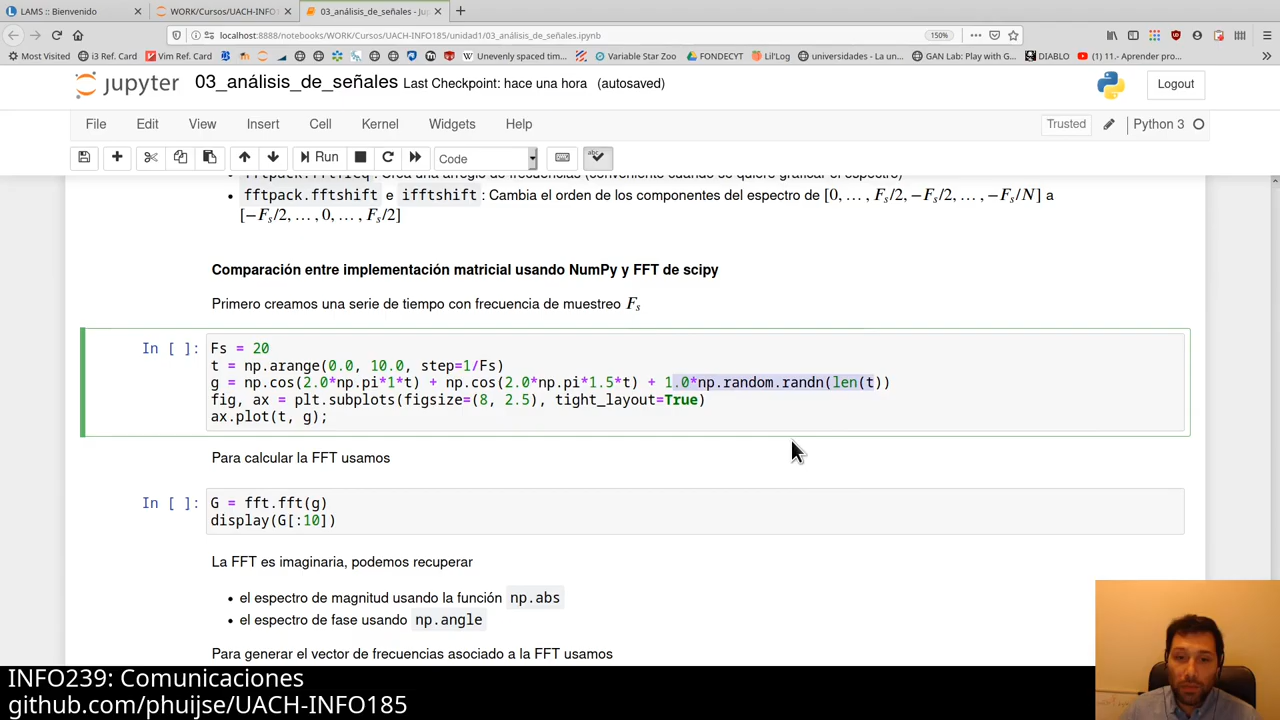 LAMS :: Bienvenido
WORK/Cursos/UACH-INFO
03_análisis_de_señales - Jup
localhost:8888/notebooks/WORK/Cursos/UACH-INFO185/unidad1/03_análisis_de_señales.ipynb
150%
Most Visited i3 Ref. Card Vim Ref. Card Unevenly spaced tim... Variable Star Zoo FONDECYT Lil'Log universidades - La un... GAN Lab: Play with G... DIABLO (1) 11.- Aprender pro...
jupyter 03_análisis_de_señales Last Checkpoint: hace una hora (autosaved)
Logout
File Edit View Insert Cell Kernel Widgets Help
Trusted Python 3
Run Code
• fftpack.fftshift e ifftshift: Cambia el orden de los componentes del espectro de [0, … , Fs/2, −Fs/2, … , −Fs/N] a
[−Fs/2, … , 0, … , Fs/2]
Comparación entre implementación matricial usando NumPy y FFT de scipy
Primero creamos una serie de tiempo con frecuencia de muestreo Fs
In [ ]: Fs = 20
t = np.arange(0.0, 10.0, step=1/Fs)
g = np.cos(2.0*np.pi*1*t) + np.cos(2.0*np.pi*1.5*t) + 1.0*np.random.randn(len(t))
fig, ax = plt.subplots(figsize=(8, 2.5), tight_layout=True)
ax.plot(t, g);
Para calcular la FFT usamos
In [ ]: G = fft.fft(g)
display(G[:10])
La FFT es imaginaria, podemos recuperar
• el espectro de magnitud usando la función np.abs
• el espectro de fase usando np.angle
Para generar el vector de frecuencias asociado a la FFT usamos
INFO239: Comunicaciones
github.com/phuijse/UACH-INFO185